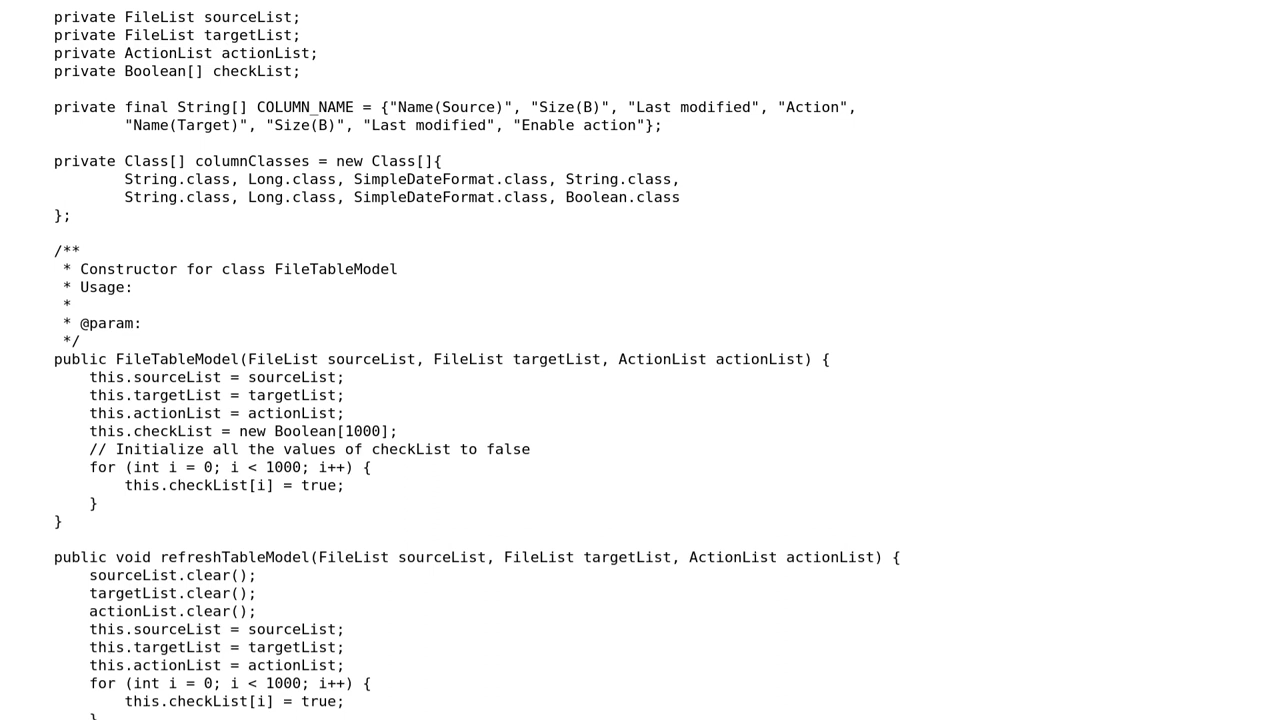 private FileList sourceList;
private FileList targetList;
private ActionList actionList;
private Boolean[] checkList;

private final String[] COLUMN_NAME = {"Name(Source)", "Size(B)", "Last modified", "Action",
        "Name(Target)", "Size(B)", "Last modified", "Enable action"};

private Class[] columnClasses = new Class[]{
        String.class, Long.class, SimpleDateFormat.class, String.class,
        String.class, Long.class, SimpleDateFormat.class, Boolean.class
};

/**
 * Constructor for class FileTableModel
 * Usage:
 *
 * @param:
 */
public FileTableModel(FileList sourceList, FileList targetList, ActionList actionList) {
    this.sourceList = sourceList;
    this.targetList = targetList;
    this.actionList = actionList;
    this.checkList = new Boolean[1000];
    // Initialize all the values of checkList to false
    for (int i = 0; i < 1000; i++) {
        this.checkList[i] = true;
    }
}

public void refreshTableModel(FileList sourceList, FileList targetList, ActionList actionList) {
    sourceList.clear();
    targetList.clear();
    actionList.clear();
    this.sourceList = sourceList;
    this.targetList = targetList;
    this.actionList = actionList;
    for (int i = 0; i < 1000; i++) {
        this.checkList[i] = true;
    }